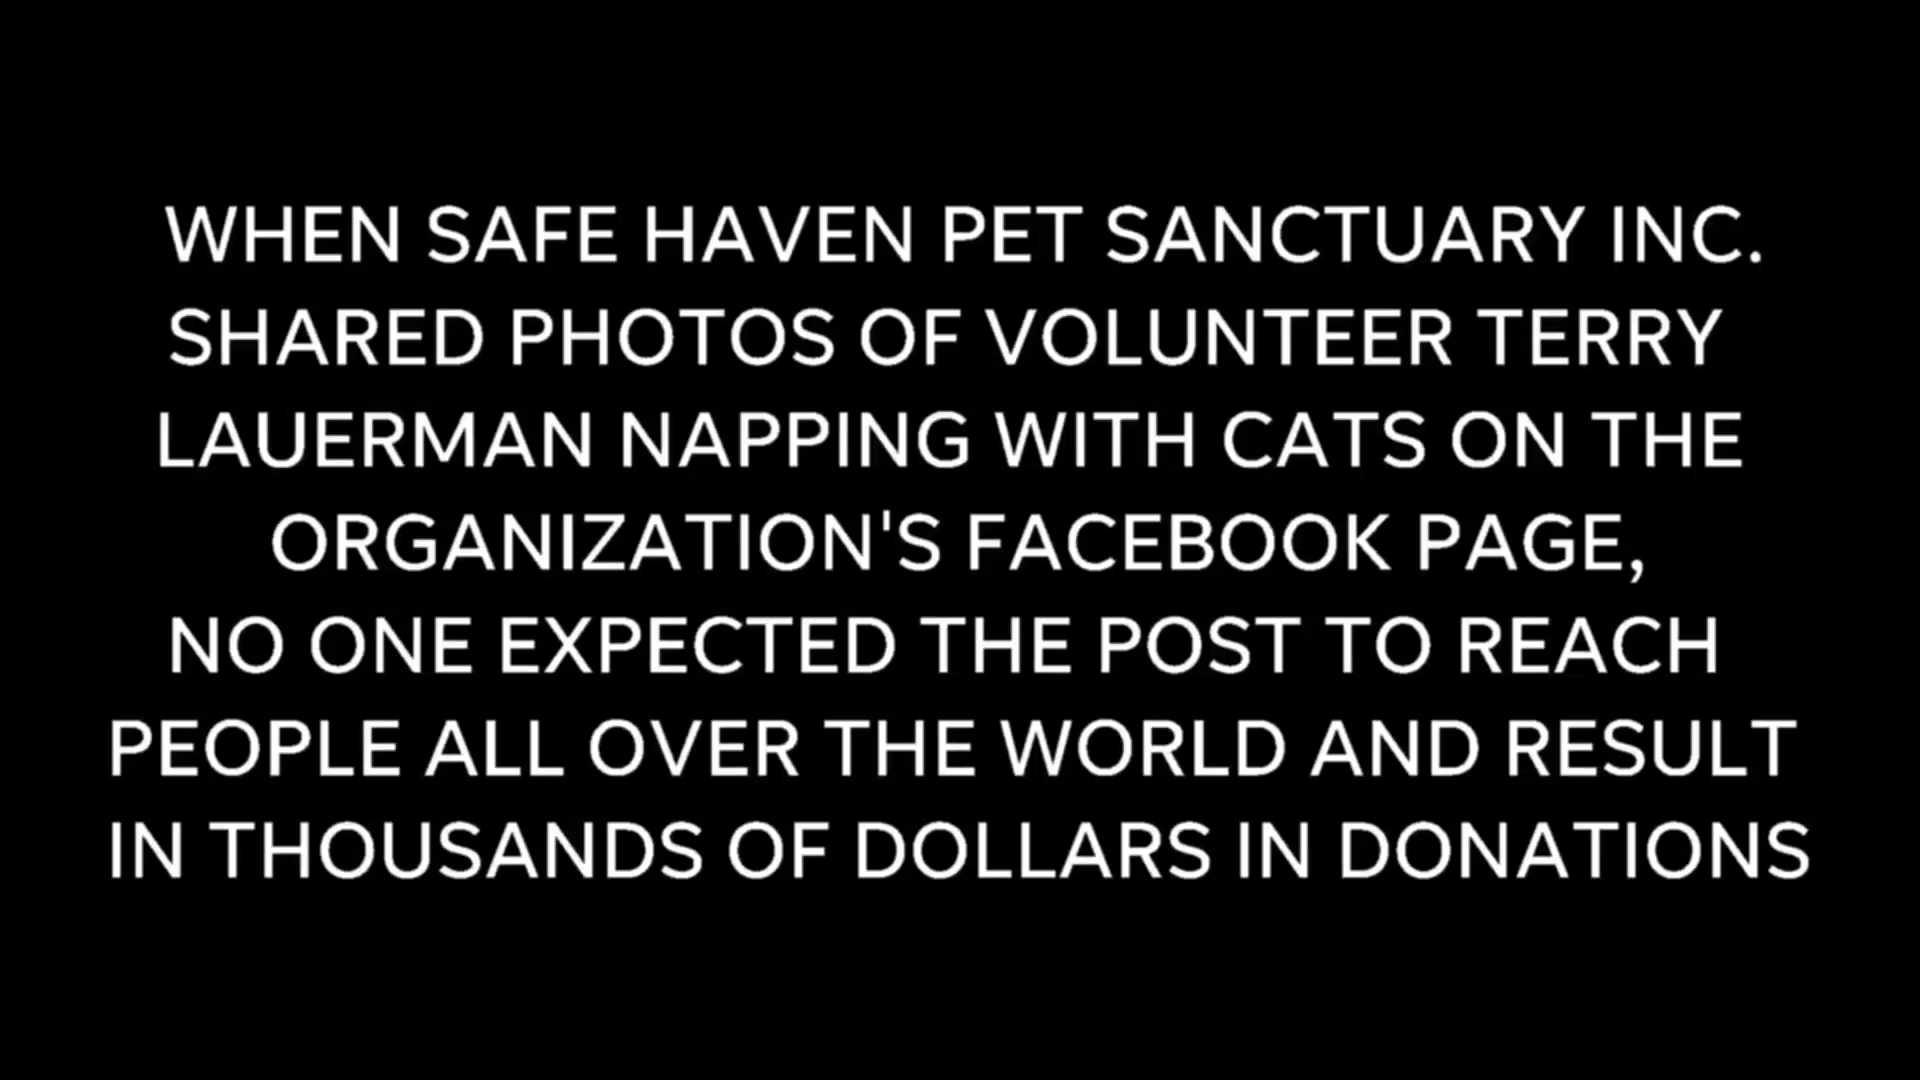 WHEN SAFE HAVEN PET SANCTUARY INC.
SHARED PHOTOS OF VOLUNTEER TERRY
LAUERMAN NAPPING WITH CATS ON THE
ORGANIZATION'S FACEBOOK PAGE,
NO ONE EXPECTED THE POST TO REACH
PEOPLE ALL OVER THE WORLD AND RESULT
IN THOUSANDS OF DOLLARS IN DONATIONS